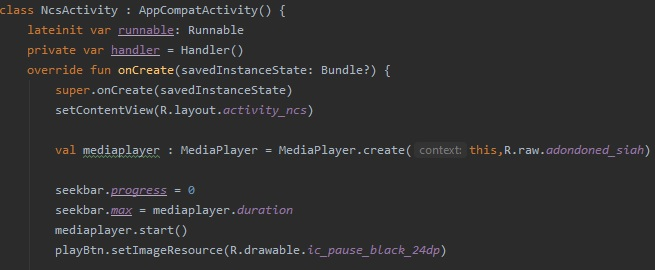 class NcsActivity : AppCompatActivity() {
lateinit var runnable: Runnable
private var handler = Handler()
override fun onCreate(savedInstanceState: Bundle?) {
super.onCreate(savedInstanceState)
setContentView(R.layout.activity_ncs)
val mediaplayer : MediaPlayer = MediaPlayer.create( context: this,R.raw.adondoned_siah)
seekbar.progress = 0
seekbar.max = mediaplayer.duration
mediaplayer.start()
playBtn.setImageResource(R.drawable.ic_pause_black_24dp)